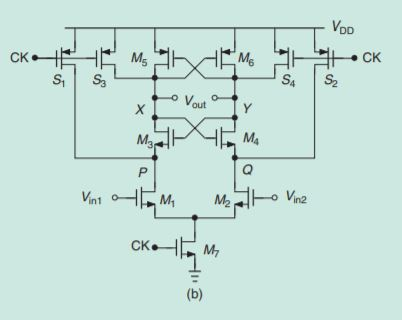 VDD
CK
CK
S1 S3 M5 M6 S4 S2
X Vout Y
M3 M4
P Q
Vin1 M1 M2 Vin2
CK M7
(b)